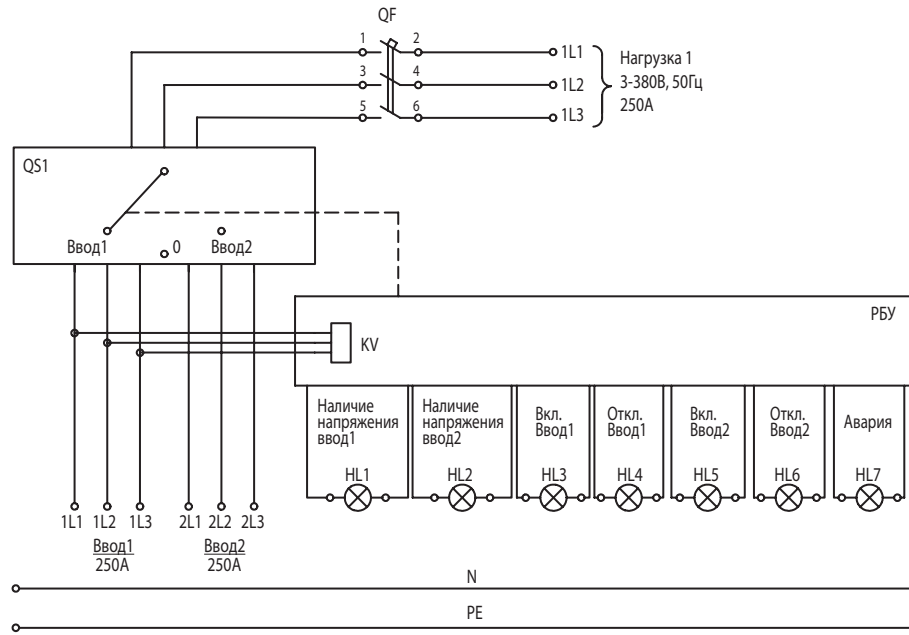 QF
1 2
1L1
3 4
1L2
5 6
1L3
Нагрузка 1
3-380В, 50Гц
250А
QS1
Ввод1
0
Ввод2
РБУ
KV
Наличие
напряжения
ввод1
HL1
Наличие
напряжения
ввод2
HL2
Вкл.
Ввод1
HL3
Откл.
Ввод1
HL4
Вкл.
Ввод2
HL5
Откл.
Ввод2
HL6
Авария
HL7
1L1 1L2 1L3 2L1 2L2 2L3
Ввод1
250А
Ввод2
250А
N
PE